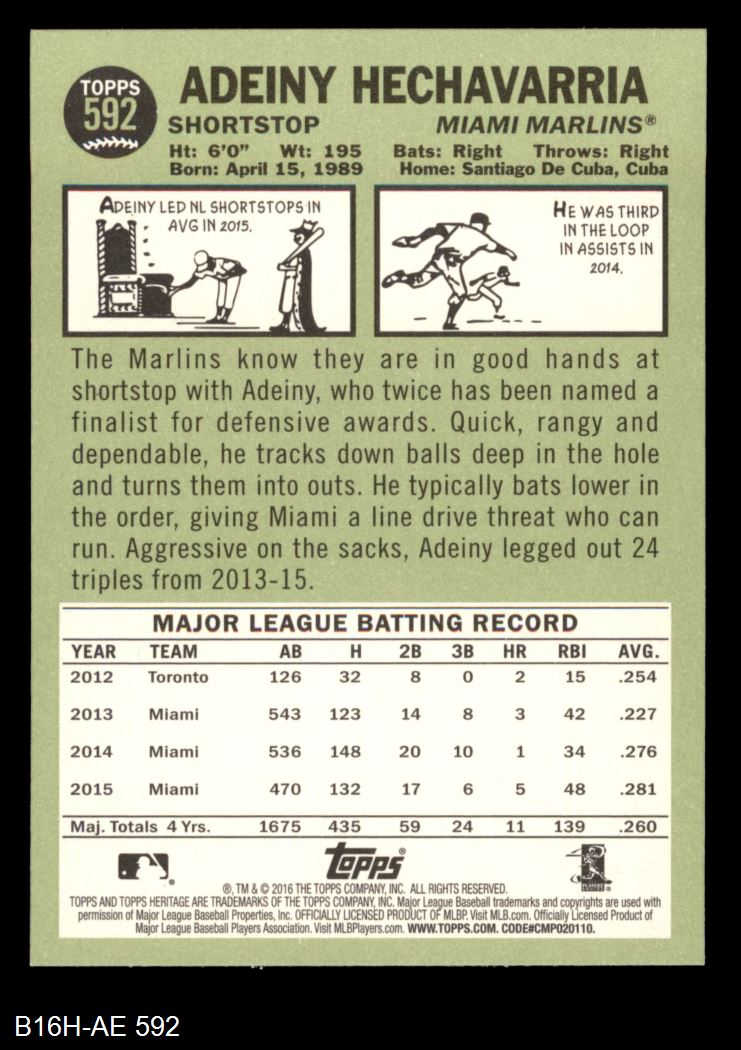 TOPPS
592
ADEINY HECHAVARRIA
SHORTSTOP MIAMI MARLINS®
Ht: 6'0" Wt: 195 Bats: Right Throws: Right
Born: April 15, 1989 Home: Santiago De Cuba, Cuba
ADEINY LED NL SHORTSTOPS IN
AVG IN 2015.
HE WAS THIRD
IN THE LOOP
IN ASSISTS IN
2014.
The Marlins know they are in good hands at
shortstop with Adeiny, who twice has been named a
finalist for defensive awards. Quick, rangy and
dependable, he tracks down balls deep in the hole
and turns them into outs. He typically bats lower in
the order, giving Miami a line drive threat who can
run. Aggressive on the sacks, Adeiny legged out 24
triples from 2013-15.
MAJOR LEAGUE BATTING RECORD
YEAR TEAM AB H 2B 3B HR RBI AVG.
2012 Toronto 126 32 8 0 2 15 .254
2013 Miami 543 123 14 8 3 42 .227
2014 Miami 536 148 20 10 1 34 .276
2015 Miami 470 132 17 6 5 48 .281
Maj. Totals 4 Yrs. 1675 435 59 24 11 139 .260
Topps®
®, TM & © 2016 THE TOPPS COMPANY, INC. ALL RIGHTS RESERVED.
TOPPS AND TOPPS HERITAGE ARE TRADEMARKS OF THE TOPPS COMPANY, INC. Major League Baseball trademarks and copyrights are used with
permission of Major League Baseball Properties, Inc. OFFICIALLY LICENSED PRODUCT OF MLBP. Visit MLB.com. Officially Licensed Product of
Major League Baseball Players Association. Visit MLBPlayers.com. WWW.TOPPS.COM. CODE#CMP020110.
B16H-AE 592